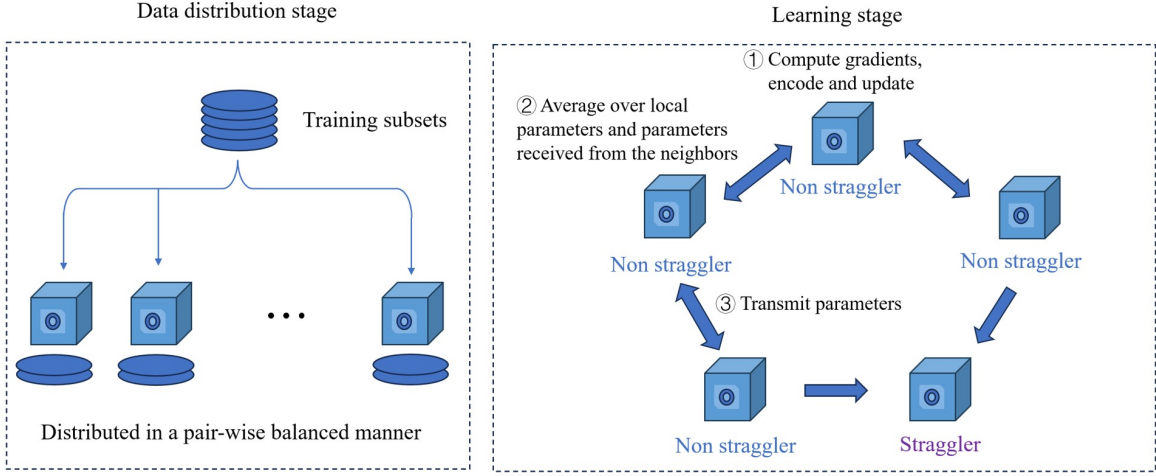 Data distribution stage
Training subsets
...
Distributed in a pair-wise balanced manner
Learning stage
① Compute gradients,
encode and update
② Average over local
parameters and parameters
received from the neighbors
Non straggler
Non straggler
Non straggler
③ Transmit parameters
Non straggler
Straggler